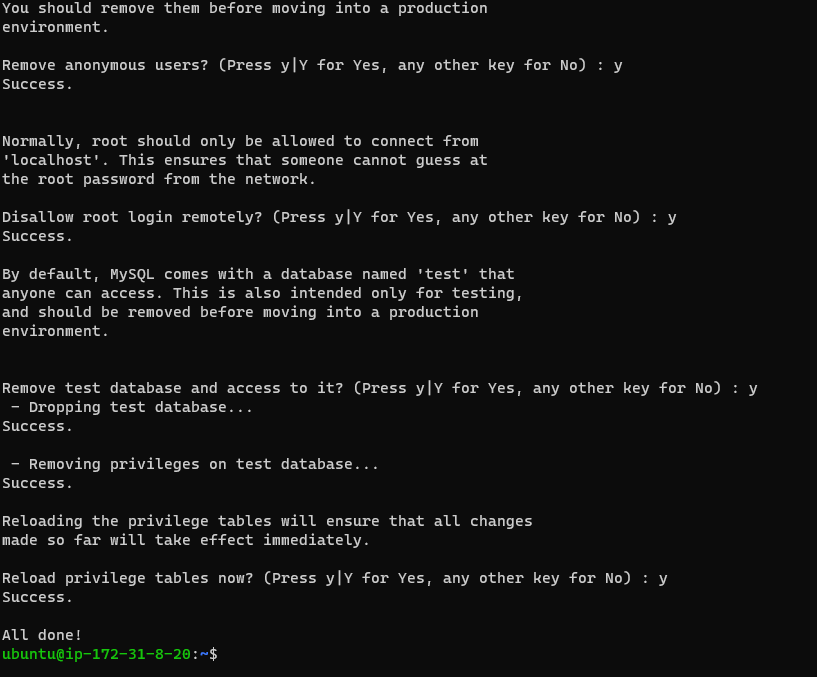 You should remove them before moving into a production
environment.
Remove anonymous users? (Press y|Y for Yes, any other key for No) : y
Success.
Normally, root should only be allowed to connect from
'localhost'. This ensures that someone cannot guess at
the root password from the network.
Disallow root login remotely? (Press y|Y for Yes, any other key for No) : y
Success.
By default, MySQL comes with a database named 'test' that
anyone can access. This is also intended only for testing,
and should be removed before moving into a production
environment.
Remove test database and access to it? (Press y|Y for Yes, any other key for No) : y
 - Dropping test database...
Success.
 - Removing privileges on test database...
Success.
Reloading the privilege tables will ensure that all changes
made so far will take effect immediately.
Reload privilege tables now? (Press y|Y for Yes, any other key for No) : y
Success.
All done!
ubuntu@ip-172-31-8-20:~$